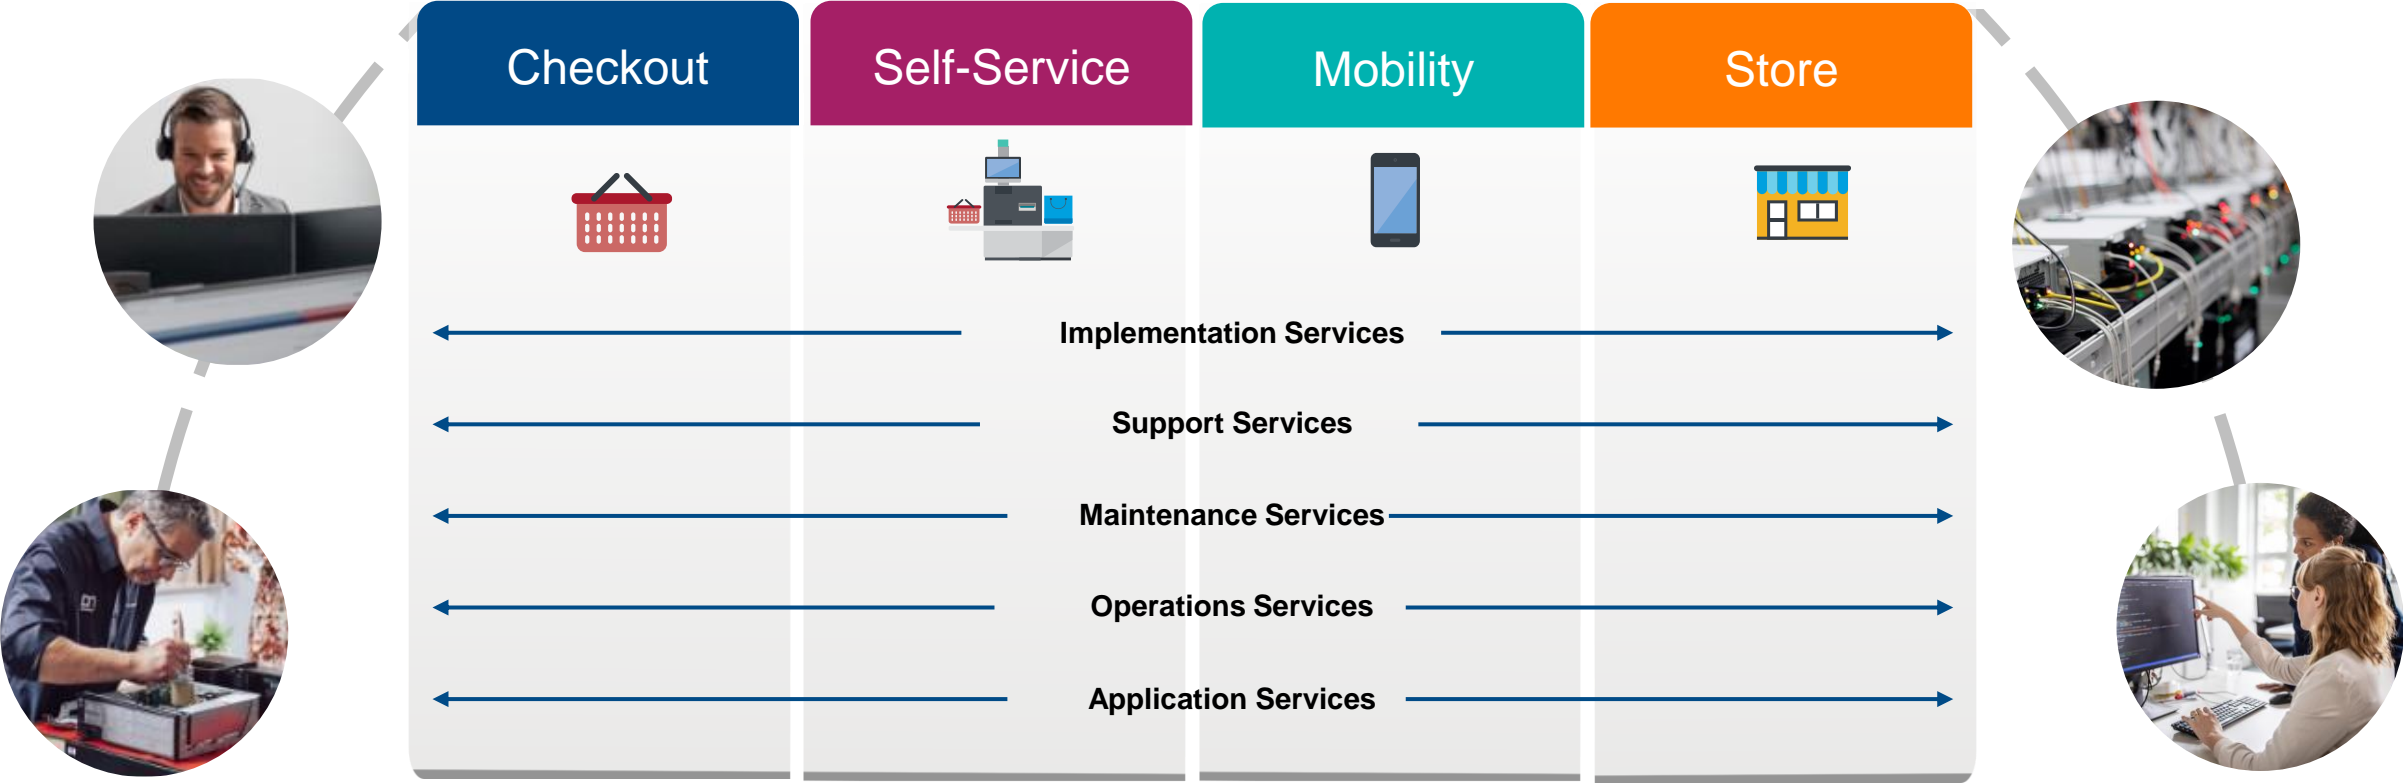 Checkout
Self-Service
Mobility
Store
Implementation Services
Support Services
Maintenance Services
Operations Services
Application Services